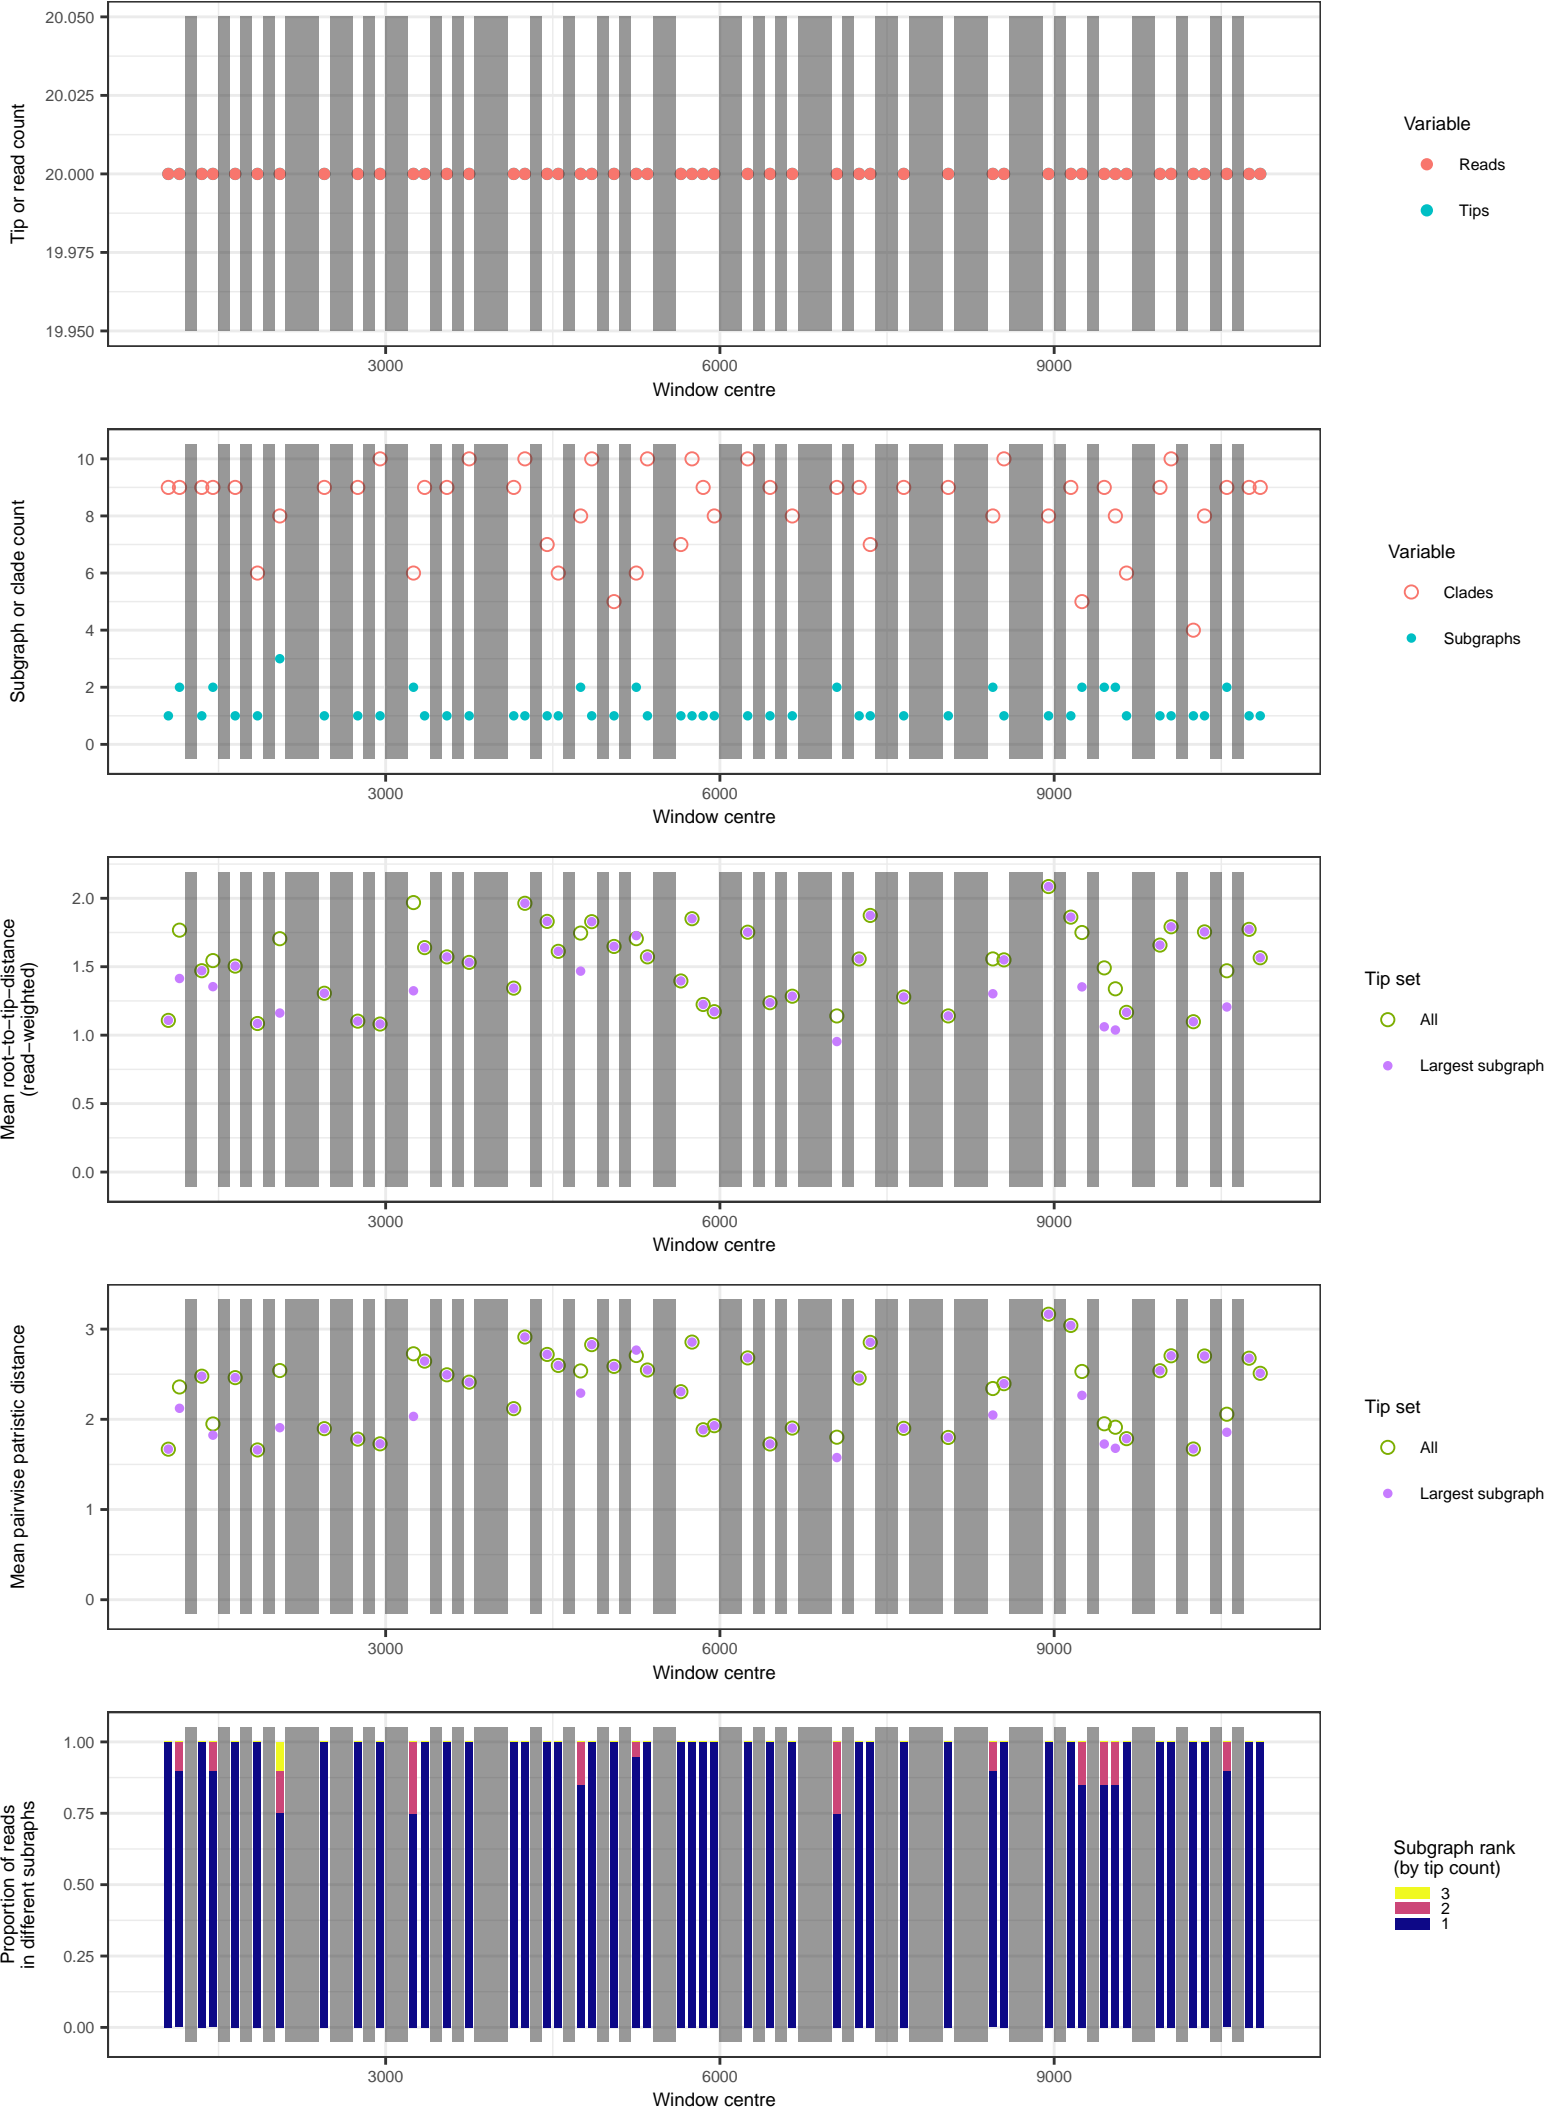 20.050
20.025
20.000
19.975
19.950
Tip or read count
3000 6000 9000
Window centre
Variable
Reads
Tips
10
8
6
4
2
0
Subgraph or clade count
3000 6000 9000
Window centre
Variable
Clades
Subgraphs
2.0
1.5
1.0
0.5
0.0
Mean root−to−tip−distance
(read−weighted)
3000 6000 9000
Window centre
Tip set
All
Largest subgraph
3
2
1
0
Mean pairwise patristic distance
3000 6000 9000
Window centre
Tip set
All
Largest subgraph
1.00
0.75
0.50
0.25
0.00
Proportion of reads
in different subraphs
3000 6000 9000
Window centre
Subgraph rank
(by tip count)
3
2
1